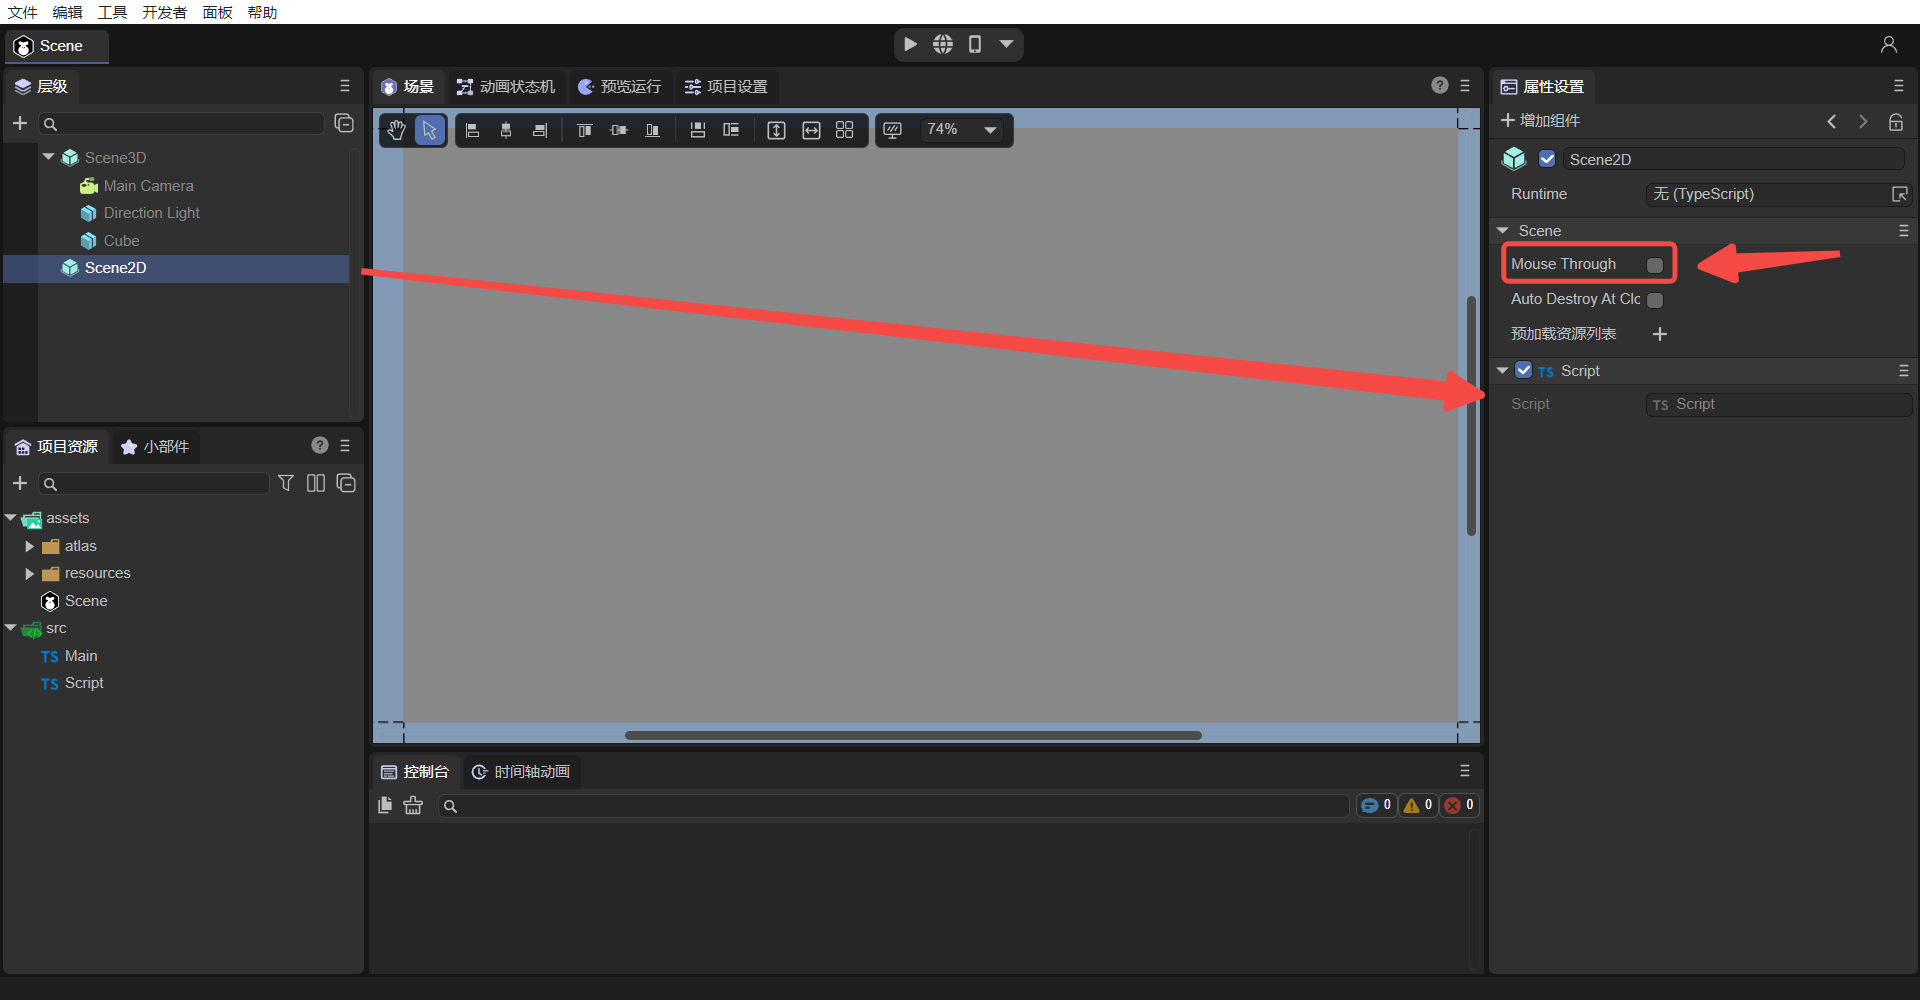 文件 编辑 工具 开发者 面板 帮助
Scene
层级
Scene3D
Main Camera
Direction Light
Cube
Scene2D
项目资源 小部件
assets
atlas
resources
Scene
src
TS Main
TS Script
场景 动画状态机 预览运行 项目设置
74%
控制台 时间轴动画
0 0 0
属性设置
增加组件
Scene2D
Runtime 无 (TypeScript)
Scene
Mouse Through
Auto Destroy At Clo
预加载资源列表
TS Script
Script TS Script